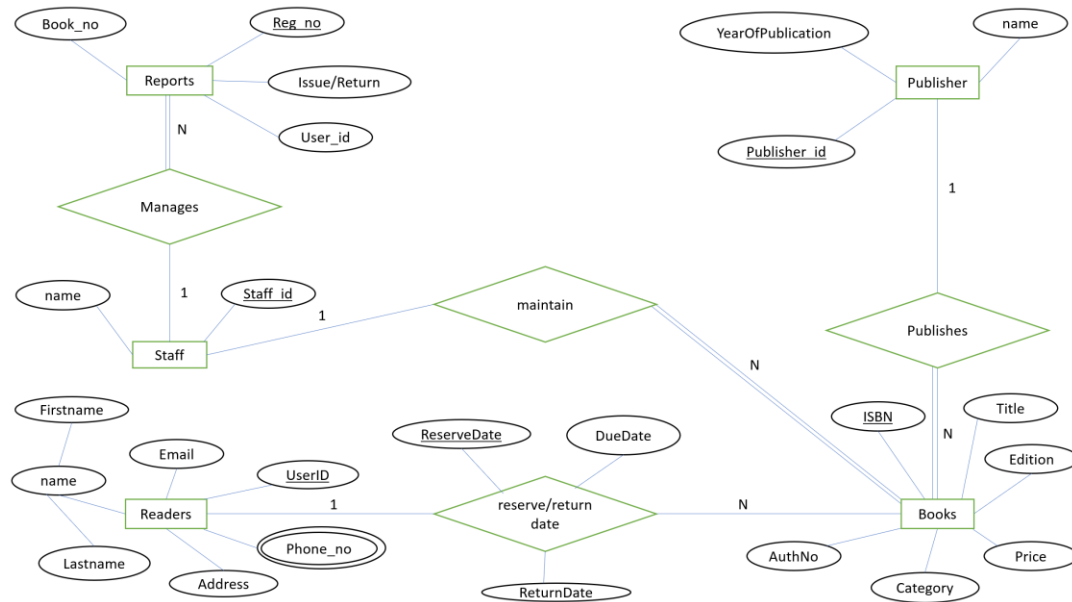 Book_no
Reg_no
YearOfPublication
name
Reports
Issue/Return
Publisher
N
User_id
Publisher_id
Manages
1
1
name
Staff_id
1
maintain
Publishes
Staff
N
Firstname
ISBN
Title
Email
ReserveDate
DueDate
N
name
UserID
Edition
Readers
1
reserve/return
date
N
Books
Phone_no
Lastname
Address
ReturnDate
AuthNo
Category
Price